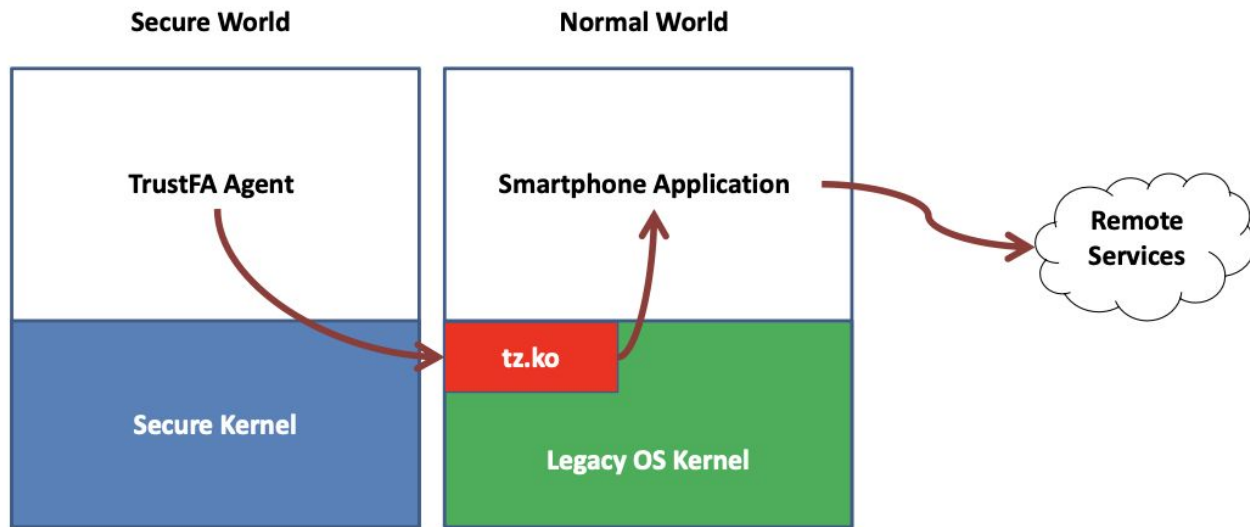 Secure World
Normal World
TrustFA Agent
Smartphone Application
Remote
Services
tz.ko
Secure Kernel
Legacy OS Kernel